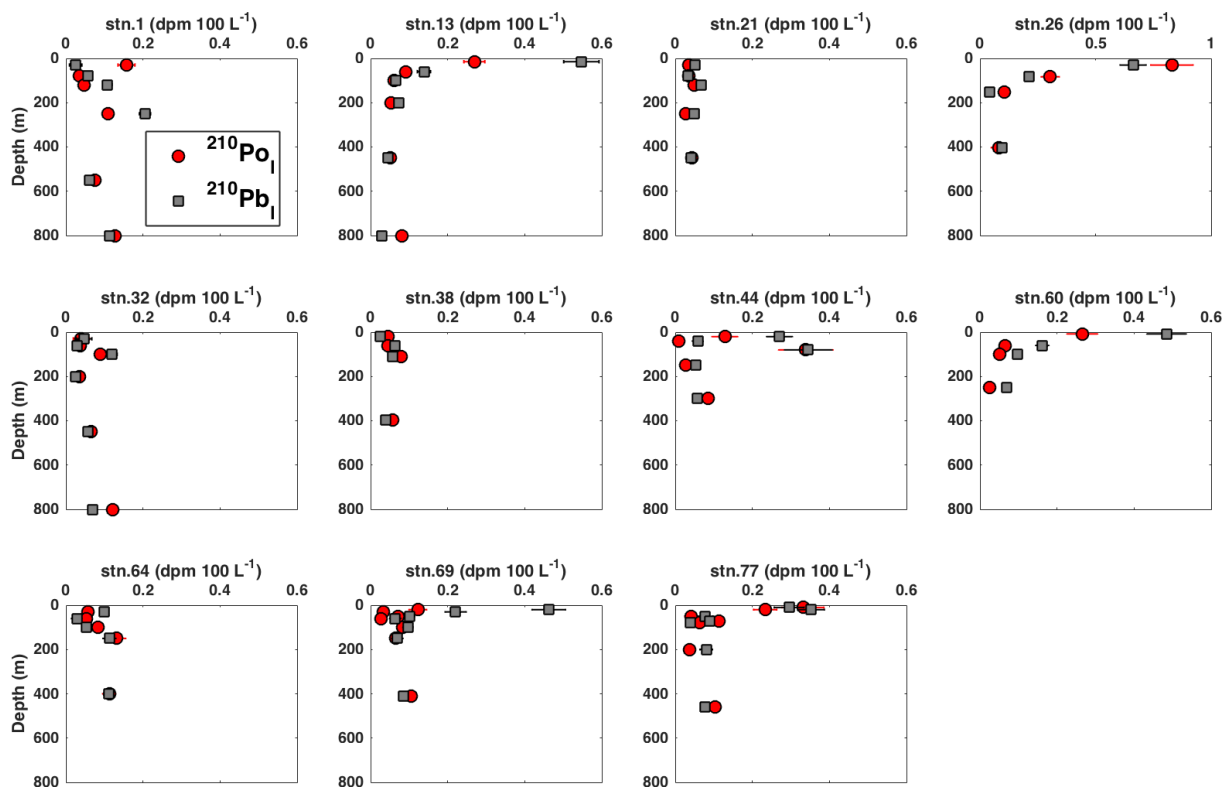 stn.1 (dpm 100 L⁻¹)
0 0.2 0.4 0.6
stn.13 (dpm 100 L⁻¹)
0 0.2 0.4 0.6
stn.21 (dpm 100 L⁻¹)
0 0.2 0.4 0.6
stn.26 (dpm 100 L⁻¹)
0 0.5 1
Depth (m)
0
200
400
600
800
²¹⁰Po_l
²¹⁰Pb_l
0
200
400
600
800
0
200
400
600
800
0
200
400
600
800
stn.32 (dpm 100 L⁻¹)
0 0.2 0.4 0.6
stn.38 (dpm 100 L⁻¹)
0 0.2 0.4 0.6
stn.44 (dpm 100 L⁻¹)
0 0.2 0.4 0.6
stn.60 (dpm 100 L⁻¹)
0 0.2 0.4 0.6
Depth (m)
0
200
400
600
800
0
200
400
600
800
0
200
400
600
800
0
200
400
600
800
stn.64 (dpm 100 L⁻¹)
0 0.2 0.4 0.6
stn.69 (dpm 100 L⁻¹)
0 0.2 0.4 0.6
stn.77 (dpm 100 L⁻¹)
0 0.2 0.4 0.6
Depth (m)
0
200
400
600
800
0
200
400
600
800
0
200
400
600
800